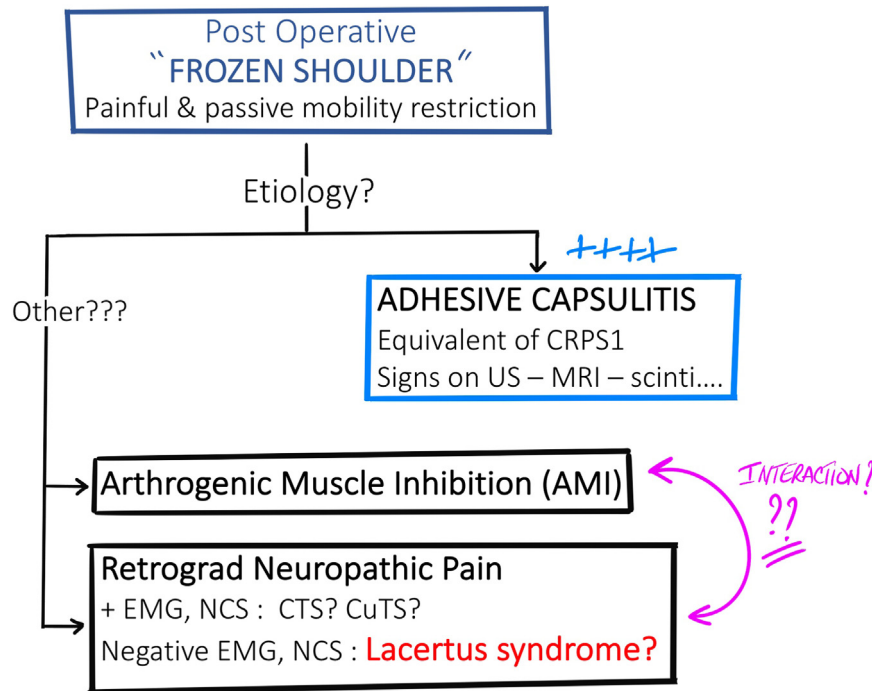 Post Operative
“FROZEN SHOULDER”
Painful & passive mobility restriction
Etiology?
++++
Other???
ADHESIVE CAPSULITIS
Equivalent of CRPS1
Signs on US – MRI – scinti….
Arthrogenic Muscle Inhibition (AMI)
INTERACTION?
??
Retrograd Neuropathic Pain
+ EMG, NCS : CTS? CuTS?
Negative EMG, NCS : Lacertus syndrome?